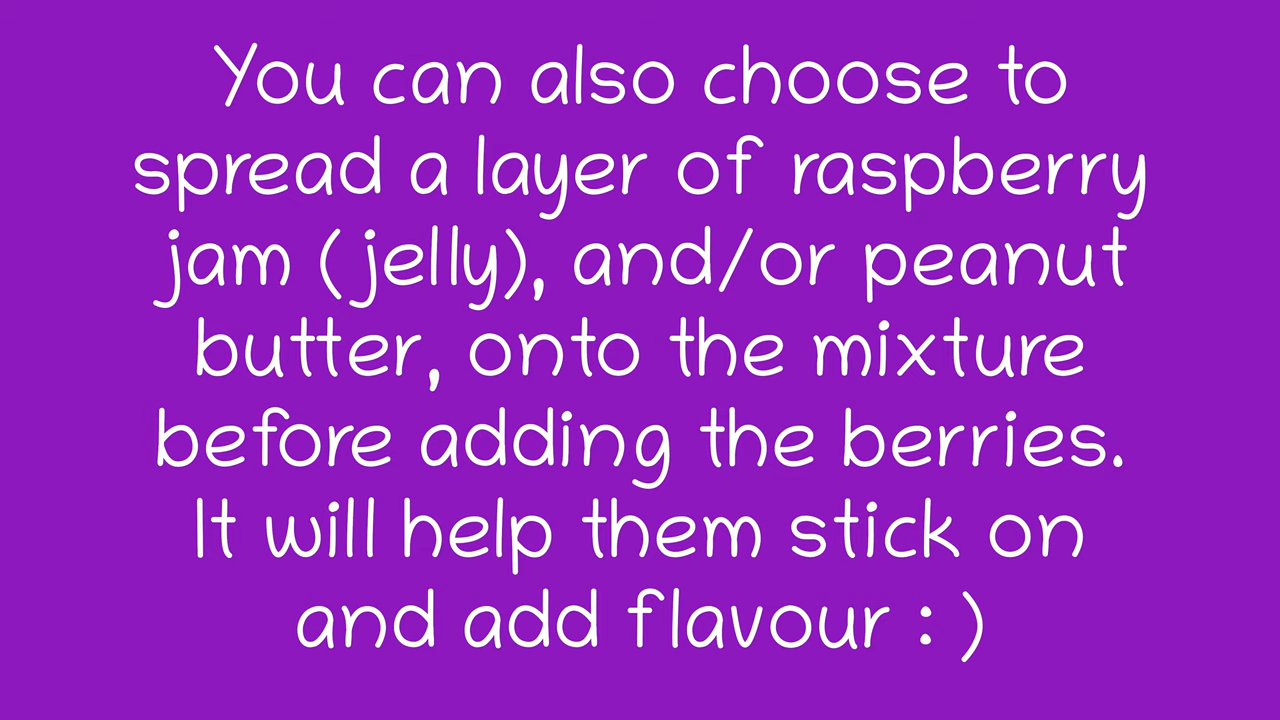 You can also choose to
spread a layer of raspberry
jam (jelly), and/or peanut
butter, onto the mixture
before adding the berries.
It will help them stick on
and add flavour : )